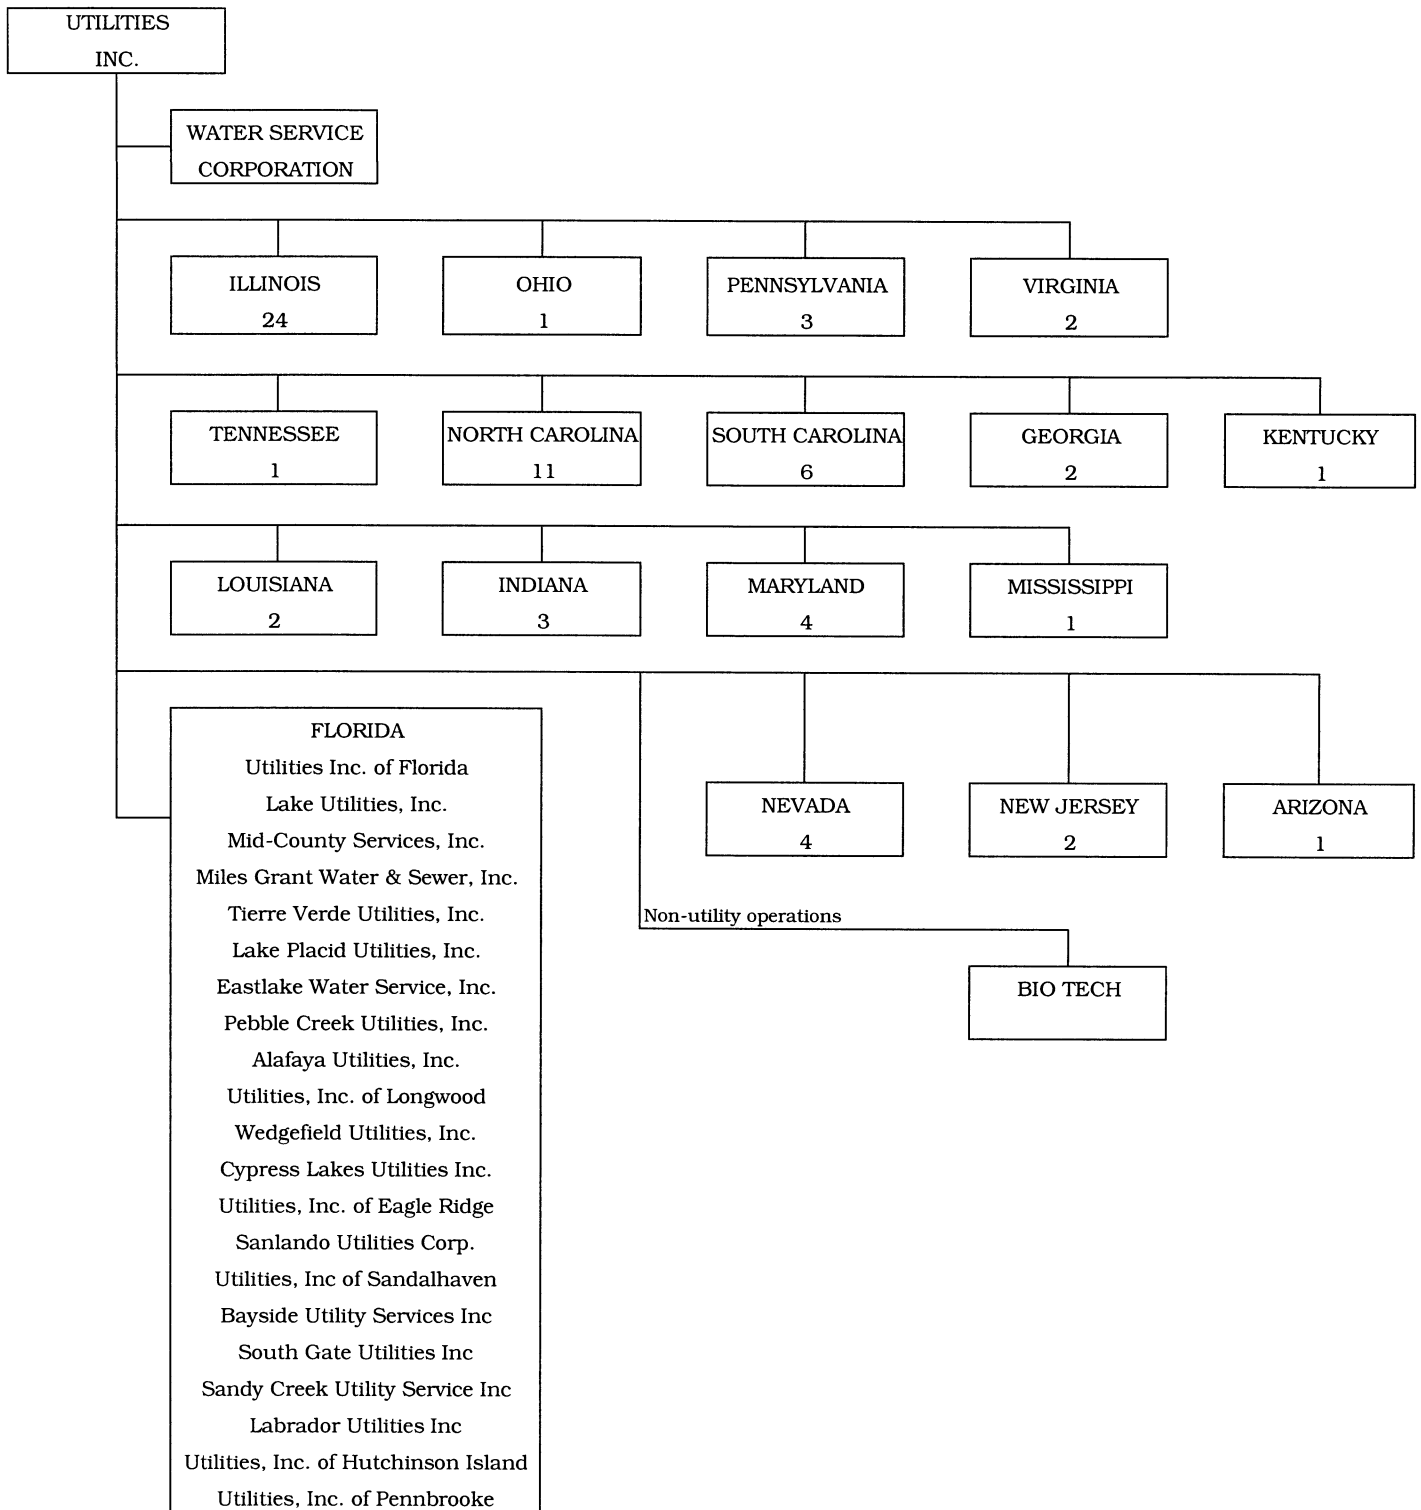 UTILITIES
INC.
WATER SERVICE
CORPORATION
ILLINOIS
24
OHIO
1
PENNSYLVANIA
3
VIRGINIA
2
TENNESSEE
1
NORTH CAROLINA
11
SOUTH CAROLINA
6
GEORGIA
2
KENTUCKY
1
LOUISIANA
2
INDIANA
3
MARYLAND
4
MISSISSIPPI
1
FLORIDA
Utilities Inc. of Florida
Lake Utilities, Inc.
Mid-County Services, Inc.
Miles Grant Water & Sewer, Inc.
Tierre Verde Utilities, Inc.
Lake Placid Utilities, Inc.
Eastlake Water Service, Inc.
Pebble Creek Utilities, Inc.
Alafaya Utilities, Inc.
Utilities, Inc. of Longwood
Wedgefield Utilities, Inc.
Cypress Lakes Utilities Inc.
Utilities, Inc. of Eagle Ridge
Sanlando Utilities Corp.
Utilities, Inc of Sandalhaven
Bayside Utility Services Inc
South Gate Utilities Inc
Sandy Creek Utility Service Inc
Labrador Utilities Inc
Utilities, Inc. of Hutchinson Island
Utilities, Inc. of Pennbrooke
NEVADA
4
NEW JERSEY
2
ARIZONA
1
Non-utility operations
BIO TECH